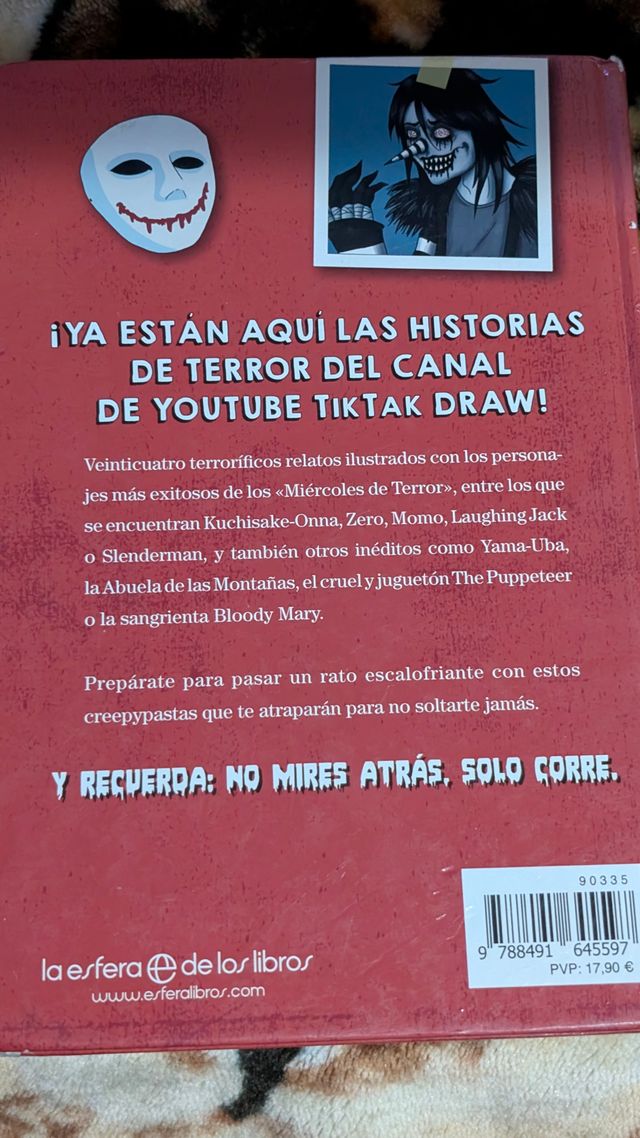 ¡YA ESTÁN AQUÍ LAS HISTORIAS
DE TERROR DEL CANAL
DE YOUTUBE TIKTAK DRAW!
Veinticuatro terroríficos relatos ilustrados con los persona-
jes más exitosos de los «Miércoles de Terror», entre los que
se encuentran Kuchisake-Onna, Zero, Momo, Laughing Jack
o Slenderman, y también otros inéditos como Yama-Uba,
la Abuela de las Montañas, el cruel y juguetón The Puppeteer
o la sangrienta Bloody Mary.
Prepárate para pasar un rato escalofriante con estos
creepypastas que te atraparán para no soltarte jamás.
Y RECUERDA: NO MIRES ATRÁS, SOLO CORRE.
90335
9 788491 645597
PVP: 17,90 €
la esfera de los libros
www.esferalibros.com